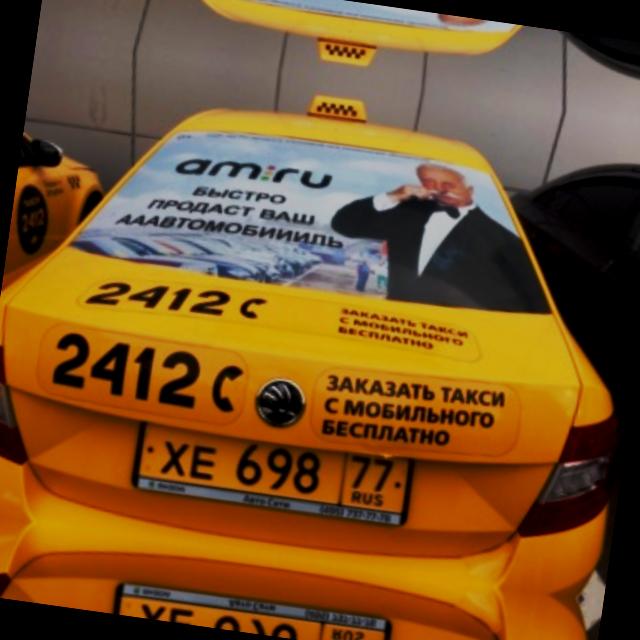 am.ru
БЫСТРО
ПРОДАСТ ВАШ
АААВТОМОБИИИЛЬ
2412
ЗАКАЗАТЬ ТАКСИ
С МОБИЛЬНОГО
БЕСПЛАТНО
2412
ЗАКАЗАТЬ ТАКСИ
С МОБИЛЬНОГО
БЕСПЛАТНО
ХЕ 698 77
RUS